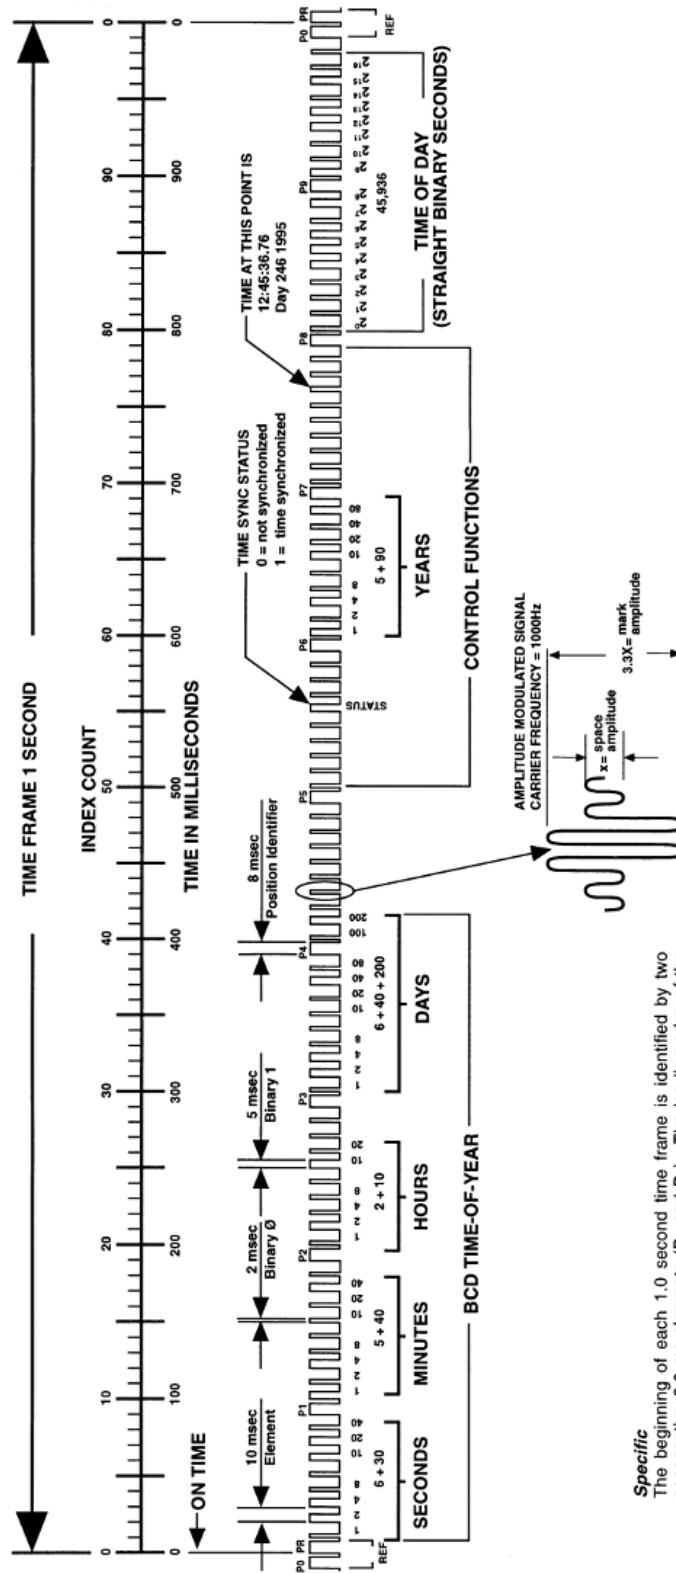 TIME FRAME 1 SECOND
INDEX COUNT
0 10 20 30 40 50 60 70 80 90 0
0 100 200 300 400 500 600 700 800 900 0
TIME IN MILLISECONDS
ON TIME
10 msec
Element
2 msec
Binary Ø
5 msec
Binary 1
8 msec
Position Identifier
TIME SYNC STATUS
0 = not synchronized
1 = time synchronized
TIME AT THIS POINT IS
12:45:36.76
Day 246 1995
P0 PR P1 P2 P3 P4 P5 P6 P7 P8 P9 P0 PR
REF
1 2 4 8 10 20 40
6 + 30
SECONDS
1 2 4 8 10 20 40
5 + 40
MINUTES
1 2 4 8 10 20
2 + 10
HOURS
1 2 4 8 10 20 40 80 100 200
6 + 40 + 200
DAYS
STATUS
1 2 4 8 10 20 40 80
5 + 90
YEARS
45,936
TIME OF DAY
(STRAIGHT BINARY SECONDS)
REF
BCD TIME-OF-YEAR
CONTROL FUNCTIONS
AMPLITUDE MODULATED SIGNAL
CARRIER FREQUENCY = 1000Hz
x= space
amplitude
3.3X= mark
amplitude
Specific
The beginning of each 1.0 second time frame is identified by two